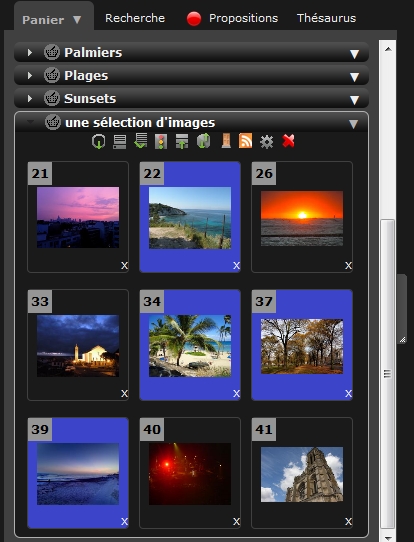 Panier ▼ Recherche Propositions Thésaurus
Palmiers
Plages
Sunsets
une sélection d'images
21 22 26
x x x
33 34 37
x x x
39 40 41
x x x